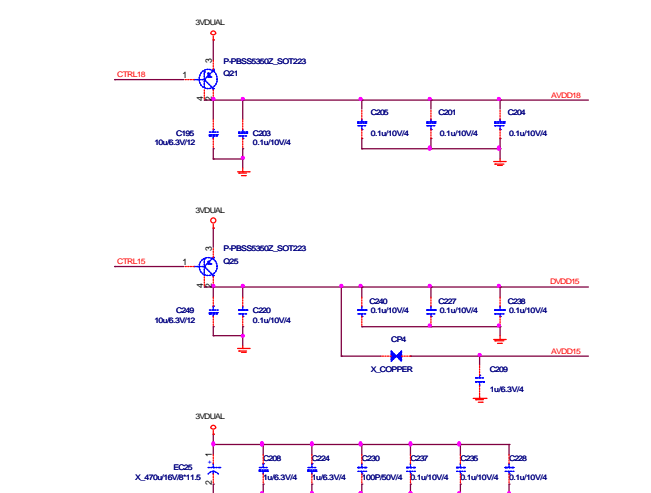 3VDUAL
3
P-PBSS5350Z_SOT223
CTRL18
1
Q21
4
2
AVDD18
C195
10u/6.3V/12
C203
0.1u/10V/4
C205
0.1u/10V/4
C201
0.1u/10V/4
C204
0.1u/10V/4
3VDUAL
3
P-PBSS5350Z_SOT223
CTRL15
1
Q25
4
2
DVDD15
C249
10u/6.3V/12
C220
0.1u/10V/4
C240
0.1u/10V/4
C227
0.1u/10V/4
C238
0.1u/10V/4
CP4
X_COPPER
AVDD15
C209
1u/6.3V/4
3VDUAL
1
+
EC25
X_470u/16V/8*11.5
2
C208
1u/6.3V/4
C224
1u/6.3V/4
C230
100P/50V/4
C237
0.1u/10V/4
C235
0.1u/10V/4
C228
0.1u/10V/4